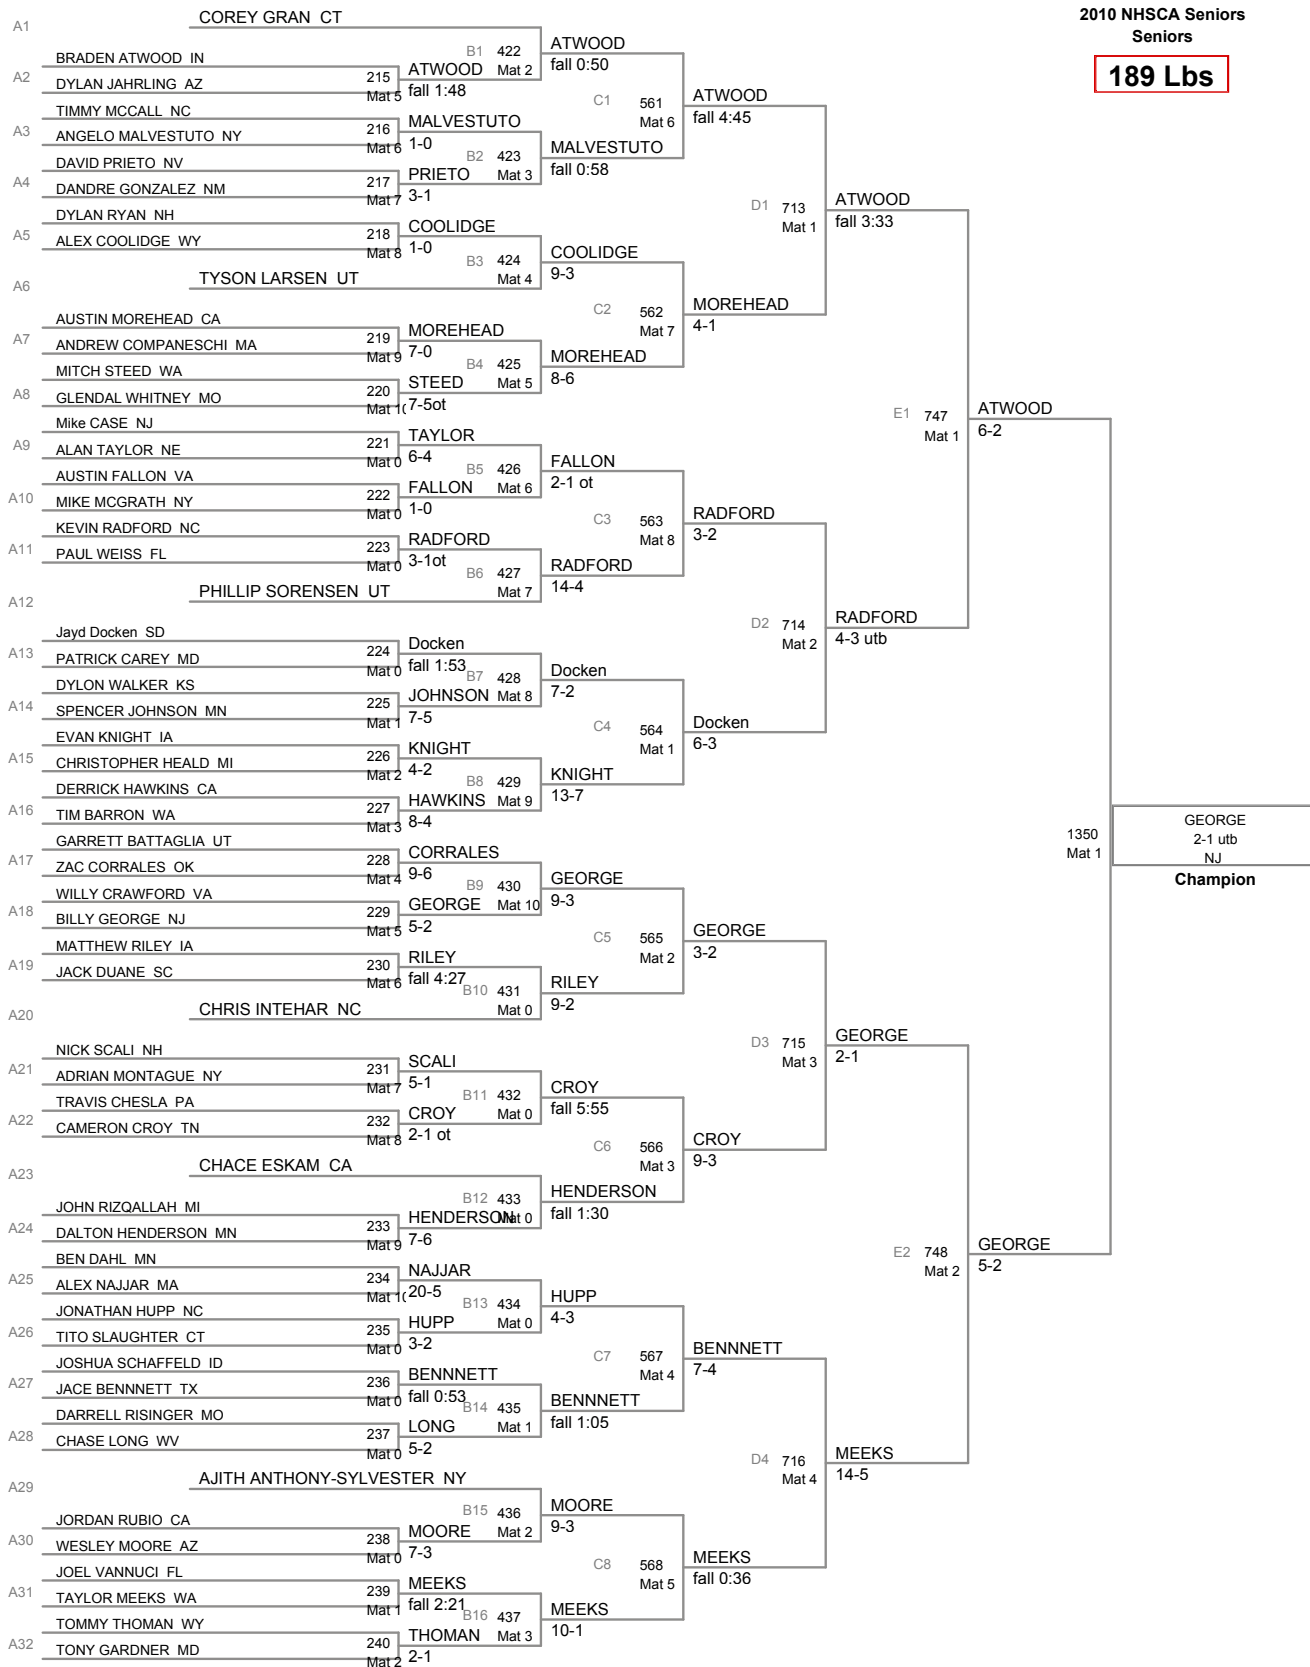 2010 NHSCA Seniors
Seniors
189 Lbs
A1
COREY GRAN CT
A2
BRADEN ATWOOD IN
DYLAN JAHRLING AZ
215
Mat 5
ATWOOD
fall 1:48
B1 422
Mat 2
ATWOOD
fall 0:50
A3
TIMMY MCCALL NC
ANGELO MALVESTUTO NY
216
Mat 6
MALVESTUTO
1-0
A4
DAVID PRIETO NV
DANDRE GONZALEZ NM
217
Mat 7
PRIETO
3-1
B2 423
Mat 3
MALVESTUTO
fall 0:58
C1 561
Mat 6
ATWOOD
fall 4:45
A5
DYLAN RYAN NH
ALEX COOLIDGE WY
218
Mat 8
COOLIDGE
1-0
A6
TYSON LARSEN UT
B3 424
Mat 4
COOLIDGE
9-3
A7
AUSTIN MOREHEAD CA
ANDREW COMPANESCHI MA
219
Mat 9
MOREHEAD
7-0
A8
MITCH STEED WA
GLENDAL WHITNEY MO
220
Mat 10
STEED
7-5ot
B4 425
Mat 5
MOREHEAD
8-6
C2 562
Mat 7
MOREHEAD
4-1
D1 713
Mat 1
ATWOOD
fall 3:33
A9
Mike CASE NJ
ALAN TAYLOR NE
221
Mat 0
TAYLOR
6-4
A10
AUSTIN FALLON VA
MIKE MCGRATH NY
222
Mat 0
FALLON
1-0
B5 426
Mat 6
FALLON
2-1 ot
A11
KEVIN RADFORD NC
PAUL WEISS FL
223
Mat 0
RADFORD
3-1ot
A12
PHILLIP SORENSEN UT
B6 427
Mat 7
RADFORD
14-4
C3 563
Mat 8
RADFORD
3-2
A13
Jayd Docken SD
PATRICK CAREY MD
224
Mat 0
Docken
fall 1:53
A14
DYLON WALKER KS
SPENCER JOHNSON MN
225
Mat 1
JOHNSON
7-5
B7 428
Mat 8
Docken
7-2
A15
EVAN KNIGHT IA
CHRISTOPHER HEALD MI
226
Mat 2
KNIGHT
4-2
A16
DERRICK HAWKINS CA
TIM BARRON WA
227
Mat 3
HAWKINS
8-4
B8 429
Mat 9
KNIGHT
13-7
C4 564
Mat 1
Docken
6-3
D2 714
Mat 2
RADFORD
4-3 utb
E1 747
Mat 1
ATWOOD
6-2
A17
GARRETT BATTAGLIA UT
ZAC CORRALES OK
228
Mat 4
CORRALES
9-6
A18
WILLY CRAWFORD VA
BILLY GEORGE NJ
229
Mat 5
GEORGE
5-2
B9 430
Mat 10
GEORGE
9-3
A19
MATTHEW RILEY IA
JACK DUANE SC
230
Mat 6
RILEY
fall 4:27
A20
CHRIS INTEHAR NC
B10 431
Mat 0
RILEY
9-2
C5 565
Mat 2
GEORGE
3-2
A21
NICK SCALI NH
ADRIAN MONTAGUE NY
231
Mat 7
SCALI
5-1
A22
TRAVIS CHESLA PA
CAMERON CROY TN
232
Mat 8
CROY
2-1 ot
B11 432
Mat 0
CROY
fall 5:55
A23
CHACE ESKAM CA
A24
JOHN RIZQALLAH MI
DALTON HENDERSON MN
233
Mat 9
HENDERSON
7-6
B12 433
Mat 0
HENDERSON
fall 1:30
C6 566
Mat 3
CROY
9-3
D3 715
Mat 3
GEORGE
2-1
A25
BEN DAHL MN
ALEX NAJJAR MA
234
Mat 10
NAJJAR
20-5
A26
JONATHAN HUPP NC
TITO SLAUGHTER CT
235
Mat 0
HUPP
3-2
B13 434
Mat 0
HUPP
4-3
A27
JOSHUA SCHAFFELD ID
JACE BENNNETT TX
236
Mat 0
BENNNETT
fall 0:53
A28
DARRELL RISINGER MO
CHASE LONG WV
237
Mat 0
LONG
5-2
B14 435
Mat 1
BENNNETT
fall 1:05
C7 567
Mat 4
BENNNETT
7-4
A29
AJITH ANTHONY-SYLVESTER NY
A30
JORDAN RUBIO CA
WESLEY MOORE AZ
238
Mat 0
MOORE
7-3
B15 436
Mat 2
MOORE
9-3
A31
JOEL VANNUCI FL
TAYLOR MEEKS WA
239
Mat 1
MEEKS
fall 2:21
A32
TOMMY THOMAN WY
TONY GARDNER MD
240
Mat 2
THOMAN
2-1
B16 437
Mat 3
MEEKS
10-1
C8 568
Mat 5
MEEKS
fall 0:36
D4 716
Mat 4
MEEKS
14-5
E2 748
Mat 2
GEORGE
5-2
1350
Mat 1
GEORGE
2-1 utb
NJ
Champion